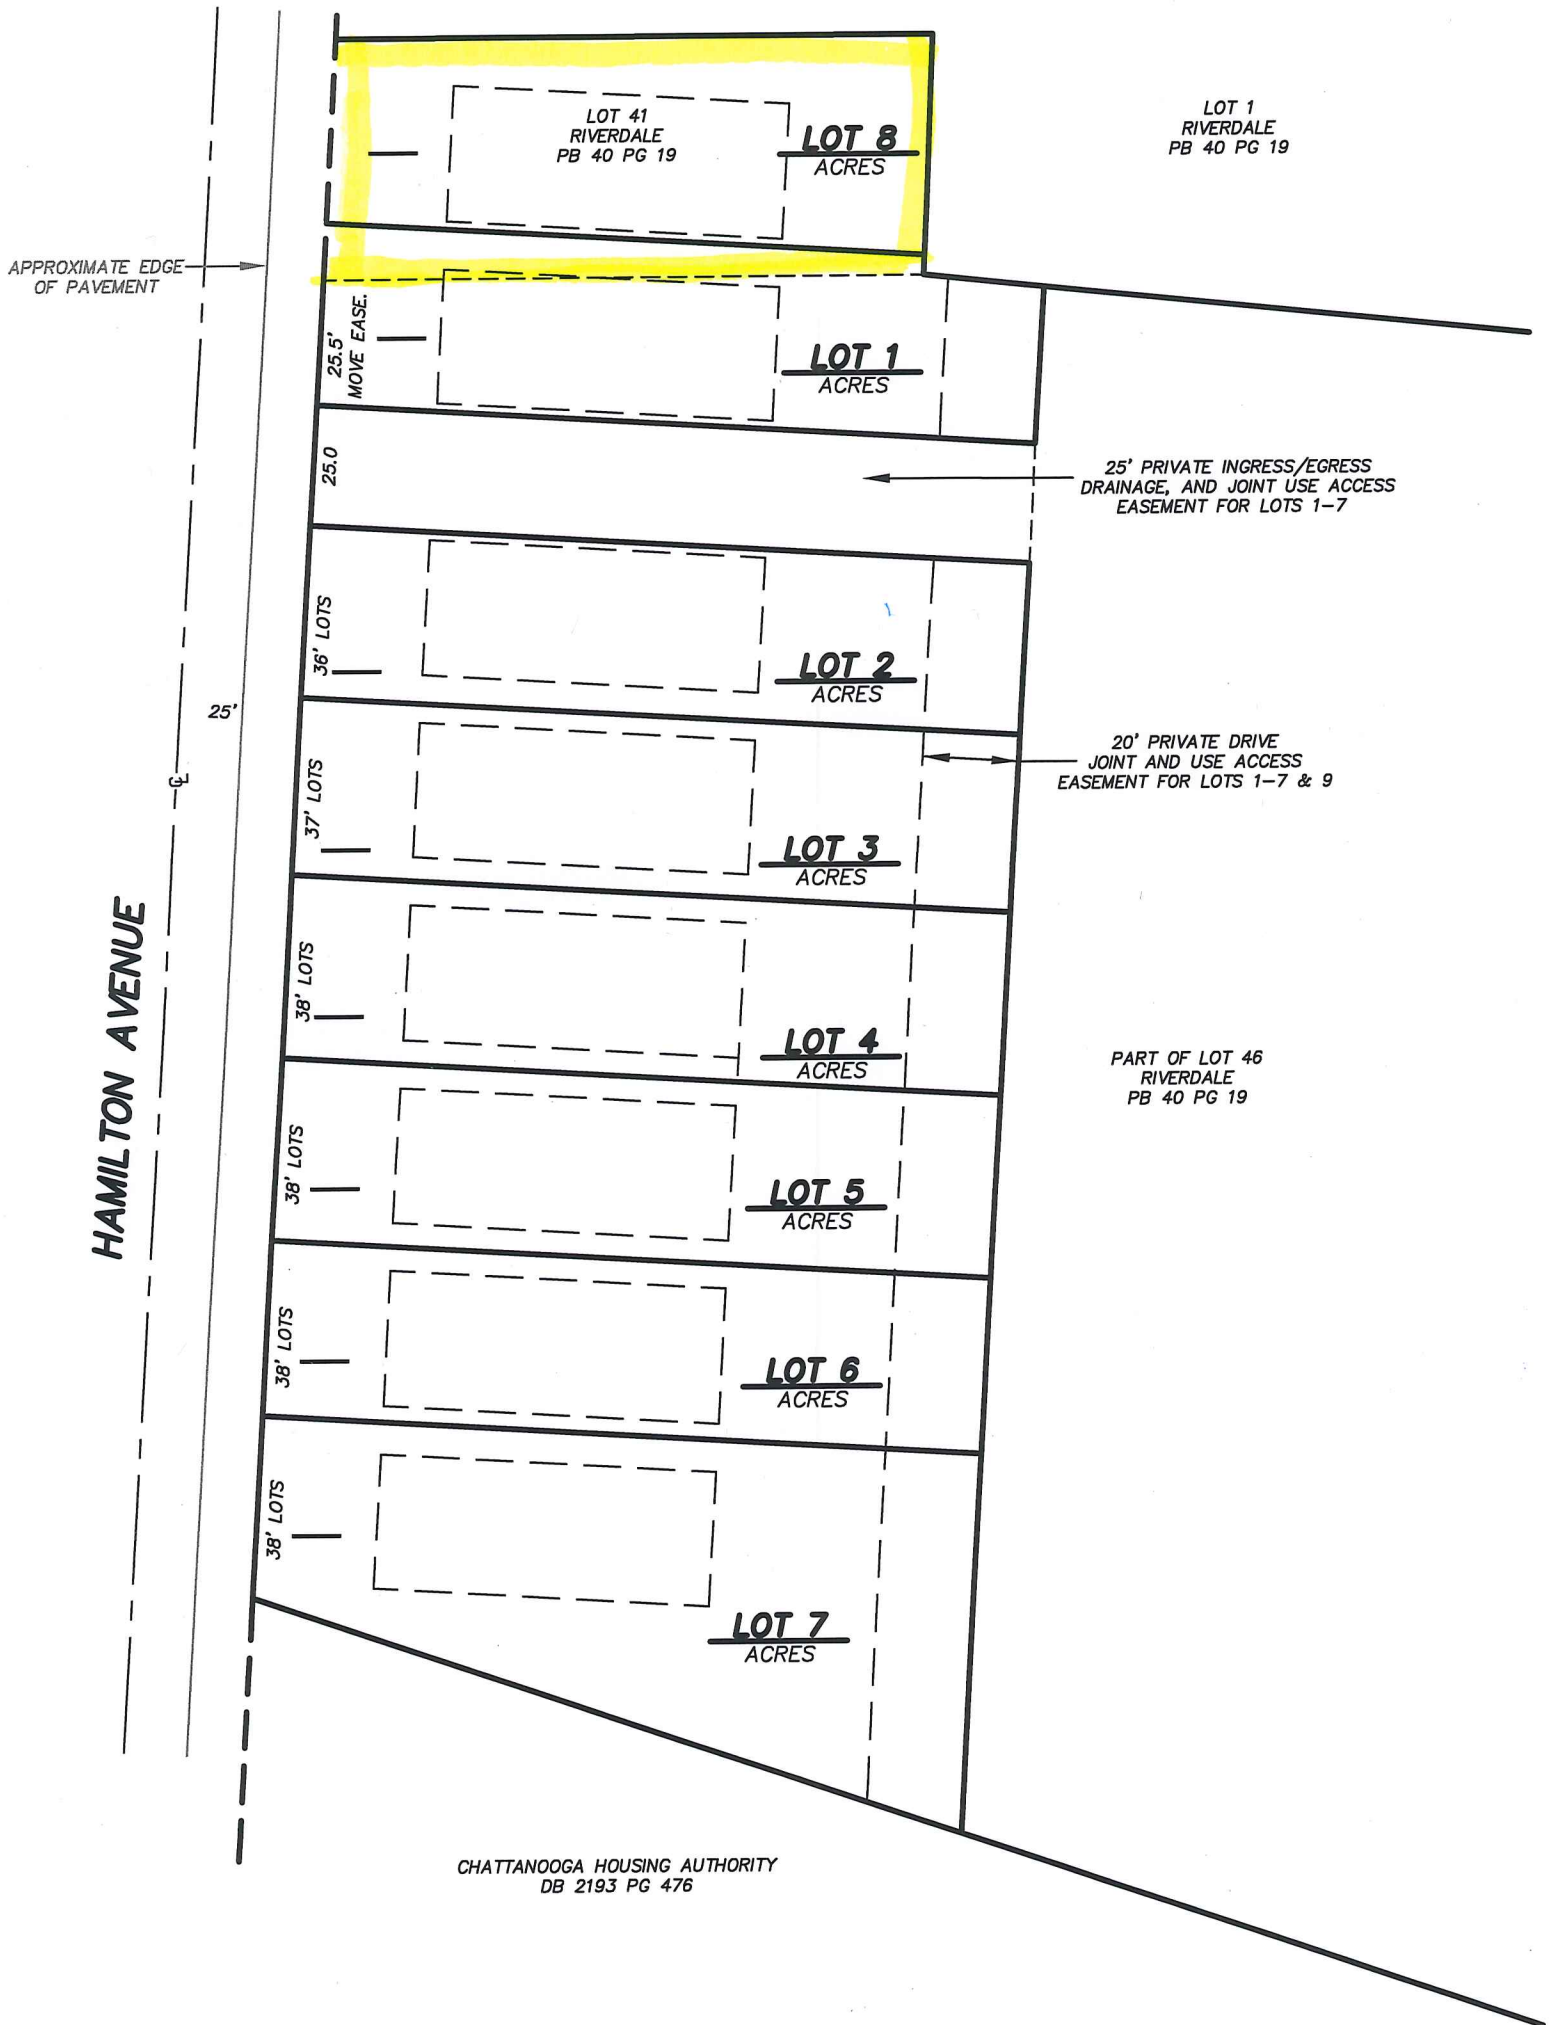 LOT 41
RIVERDALE
PB 40 PG 19
LOT 8
ACRES
LOT 1
RIVERDALE
PB 40 PG 19
APPROXIMATE EDGE
OF PAVEMENT
25.5'
MOVE EASE.
LOT 1
ACRES
25.0
25' PRIVATE INGRESS/EGRESS
DRAINAGE, AND JOINT USE ACCESS
EASEMENT FOR LOTS 1-7
36' LOTS
LOT 2
ACRES
25'
20' PRIVATE DRIVE
JOINT AND USE ACCESS
EASEMENT FOR LOTS 1-7 & 9
CL
37' LOTS
LOT 3
ACRES
HAMILTON AVENUE
38' LOTS
LOT 4
ACRES
PART OF LOT 46
RIVERDALE
PB 40 PG 19
38' LOTS
LOT 5
ACRES
38' LOTS
LOT 6
ACRES
38' LOTS
LOT 7
ACRES
CHATTANOOGA HOUSING AUTHORITY
DB 2193 PG 476